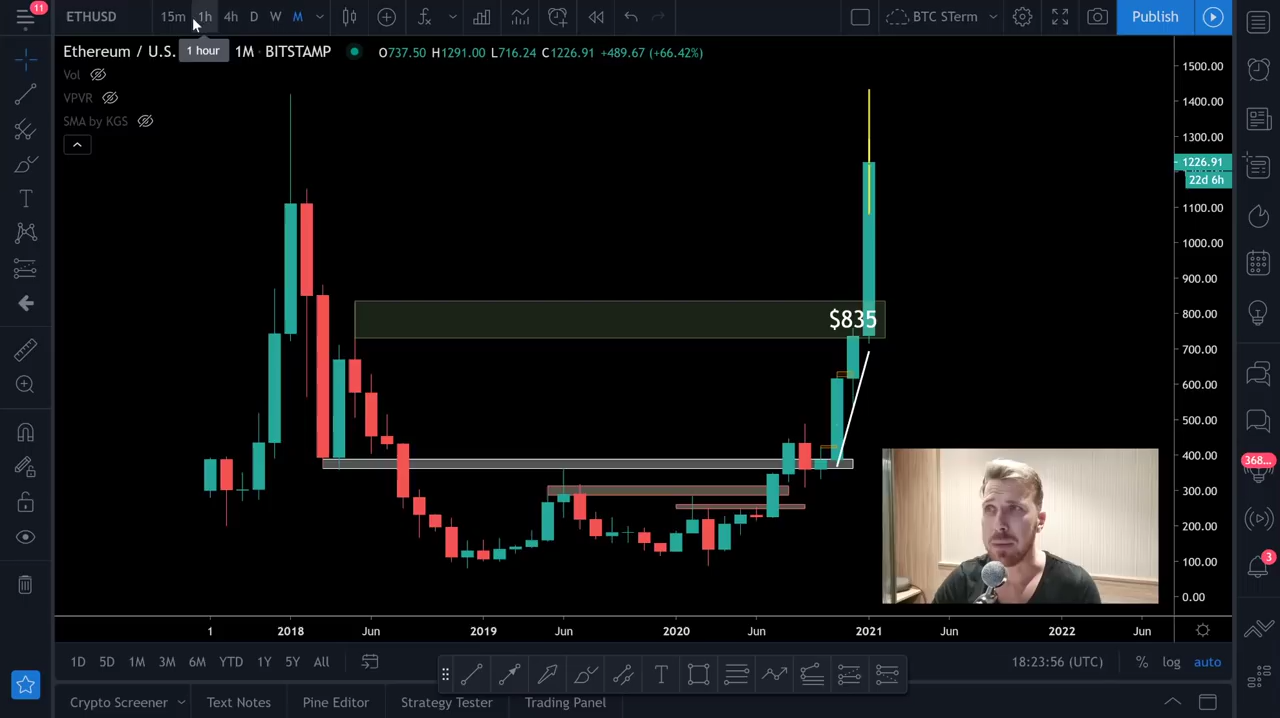 11
ETHUSD 15m 1h 4h D W M BTC STerm Publish
1 hour
Ethereum / U.S. 1M · BITSTAMP O737.50 H1291.00 L716.24 C1226.91 +489.67 (+66.42%)
Vol
VPVR
SMA by KGS
1500.00
1400.00
1300.00
1226.91
22d 6h
1100.00
1000.00
900.00
800.00
700.00
600.00
500.00
400.00
300.00
200.00
100.00
0.00
$835
368...
3
1 2018 Jun 2019 Jun 2020 Jun 2021 Jun 2022 Jun
1D 5D 1M 3M 6M YTD 1Y 5Y All 18:23:56 (UTC) % log auto
Crypto Screener Text Notes Pine Editor Strategy Tester Trading Panel